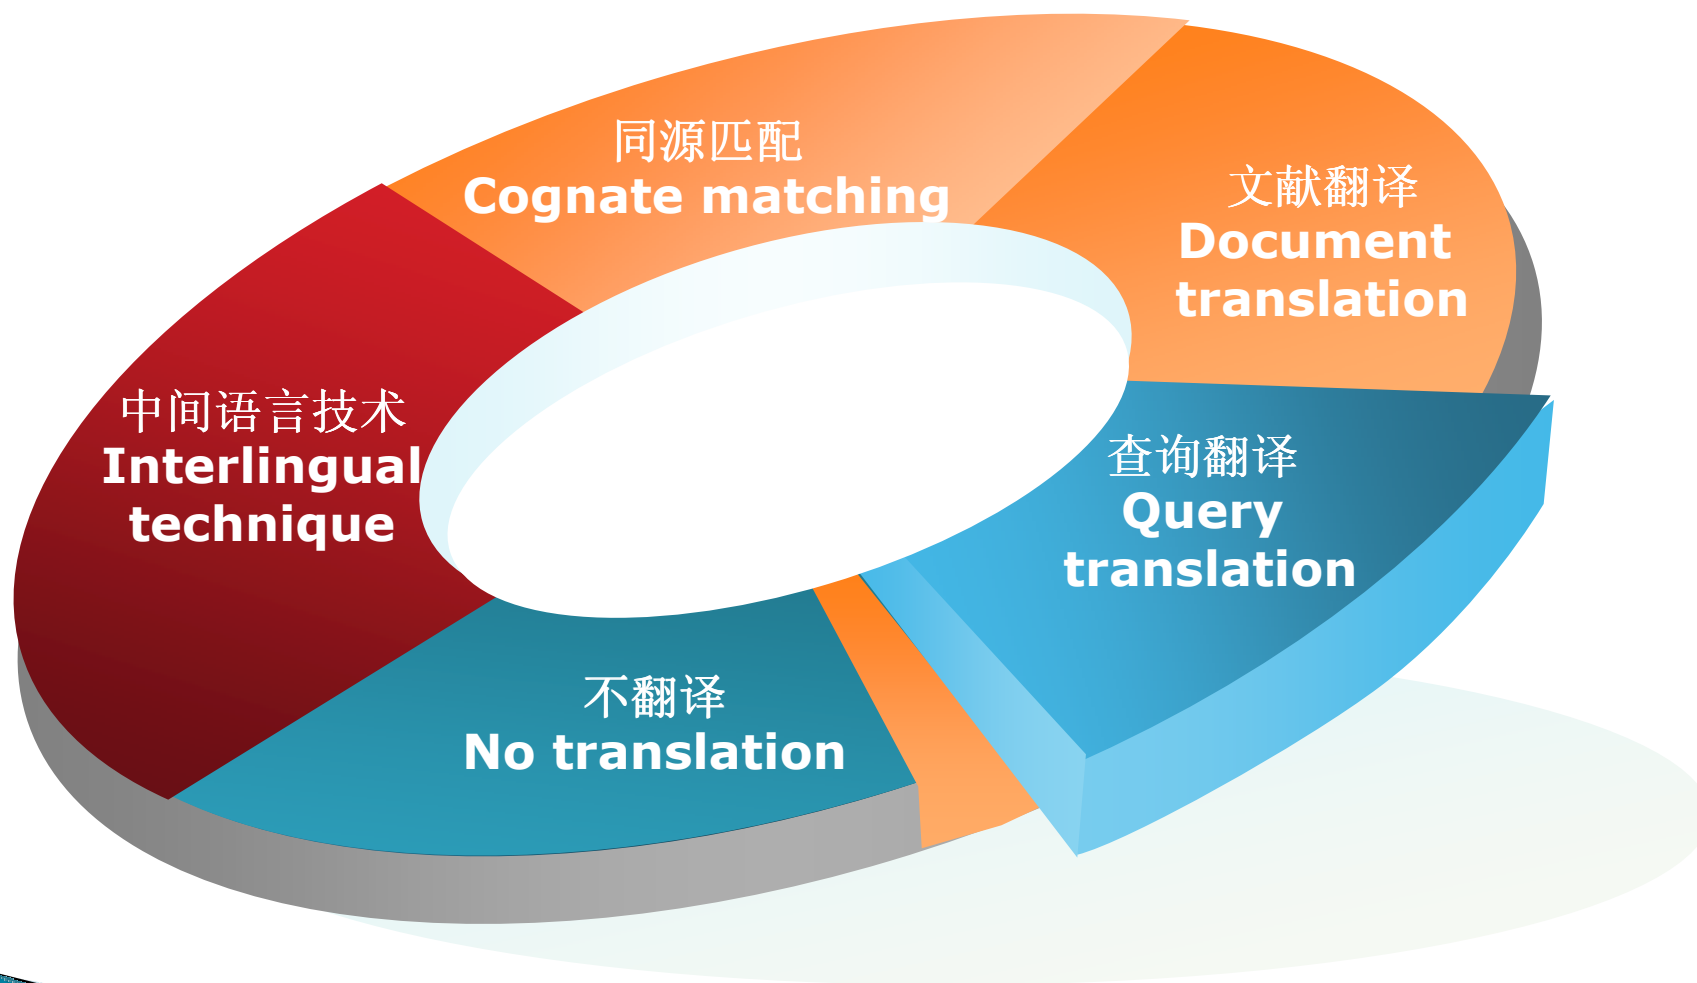 同源匹配
Cognate matching
文献翻译
Document
translation
中间语言技术
Interlingual
technique
查询翻译
Query
translation
不翻译
No translation